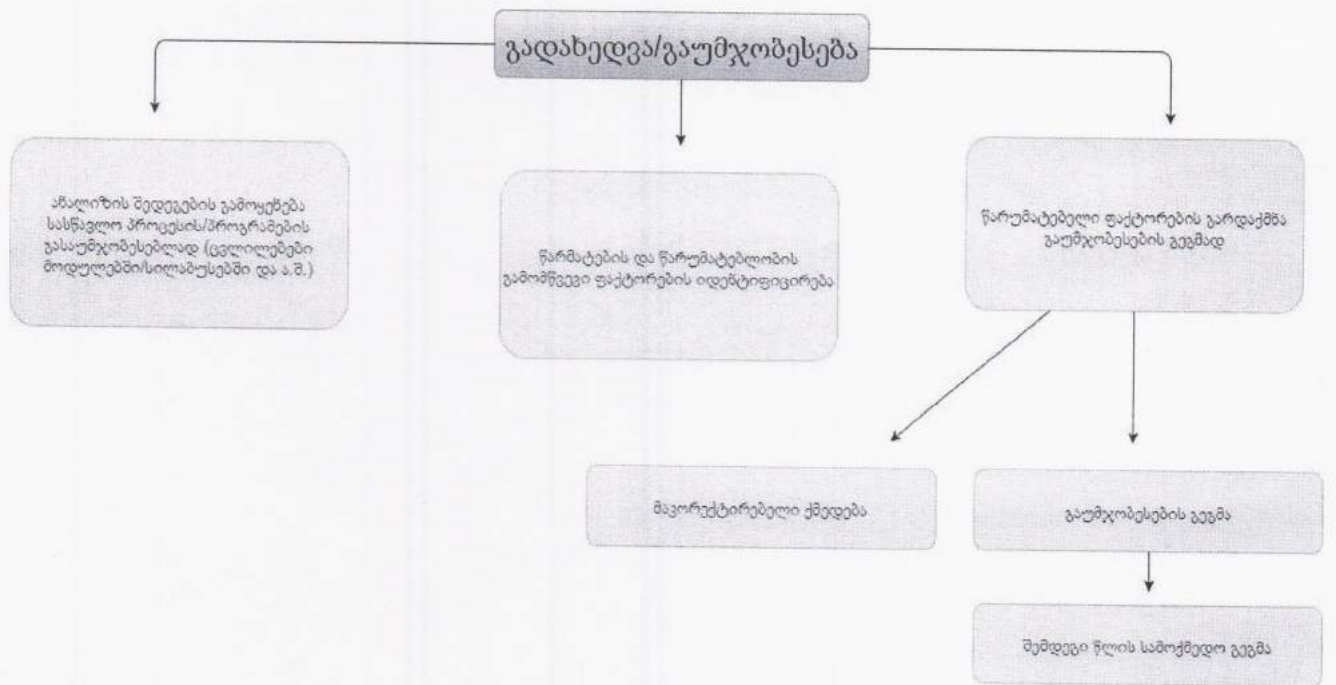 გადახედვა/გაუმჯობესება
ანალიზის შედეგების გამოყენება
სასწავლო პროცესის/პროგრამების
გასაუმჯობესებლად (ცვლილებები
მოდულებში/სილაბუსებში და ა.შ.)
წარმატების და წარუმატებლობის
გამომწვევი ფაქტორების იდენტიფიცირება
წარუმატებელი ფაქტორების გარდაქმნა
გაუმჯობესების გეგმად
მაკორექტირებელი ქმედება
გაუმჯობესების გეგმა
შემდეგი წლის სამოქმედო გეგმა